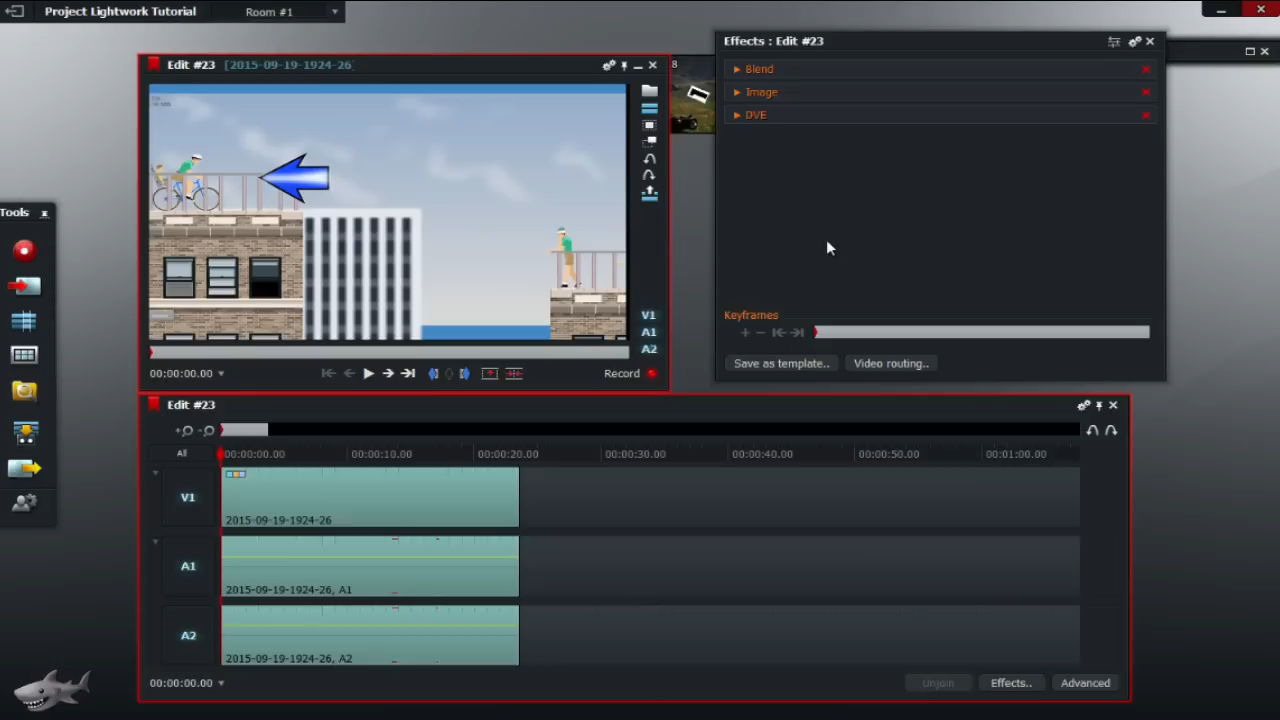 Project Lightwork Tutorial
Room #1
Edit #23 [2015-09-19-1924-26]
8
Effects : Edit #23
Blend
Image
DVE
Tools
V1
A1
A2
Keyframes
Save as template..
Video routing..
00:00:00.00
Record
Edit #23
All
00:00:00.00
00:00:10.00
00:00:20.00
00:00:30.00
00:00:40.00
00:00:50.00
00:01:00.00
V1
2015-09-19-1924-26
A1
2015-09-19-1924-26, A1
A2
2015-09-19-1924-26, A2
00:00:00.00
Unjoin
Effects..
Advanced